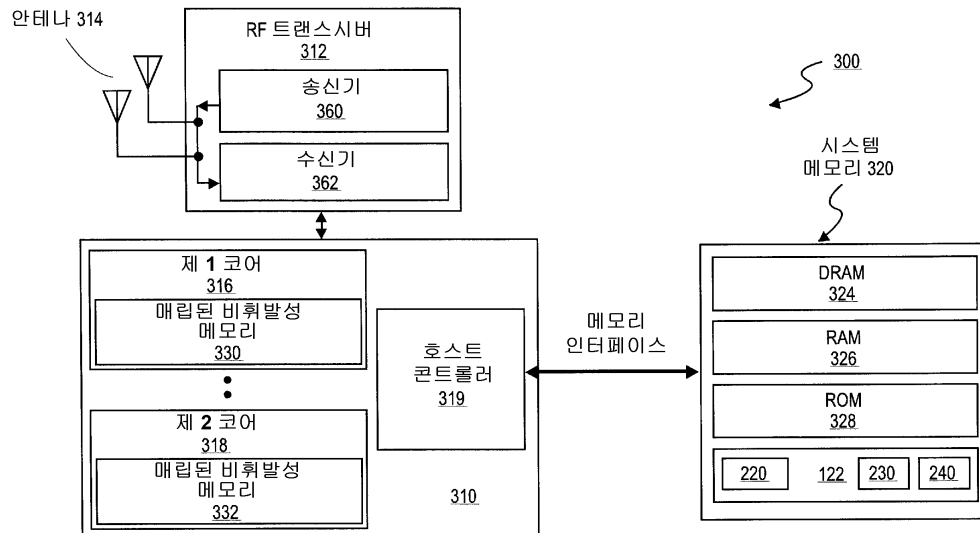 안테나 314
RF 트랜스시버
312
송신기
360
수신기
362
300
시스템
메모리 320
제 1 코어
316
매립된 비휘발성
메모리
330
제 2 코어
318
매립된 비휘발성
메모리
332
호스트
콘트롤러
319
310
메모리
인터페이스
DRAM
324
RAM
326
ROM
328
220 122 230 240